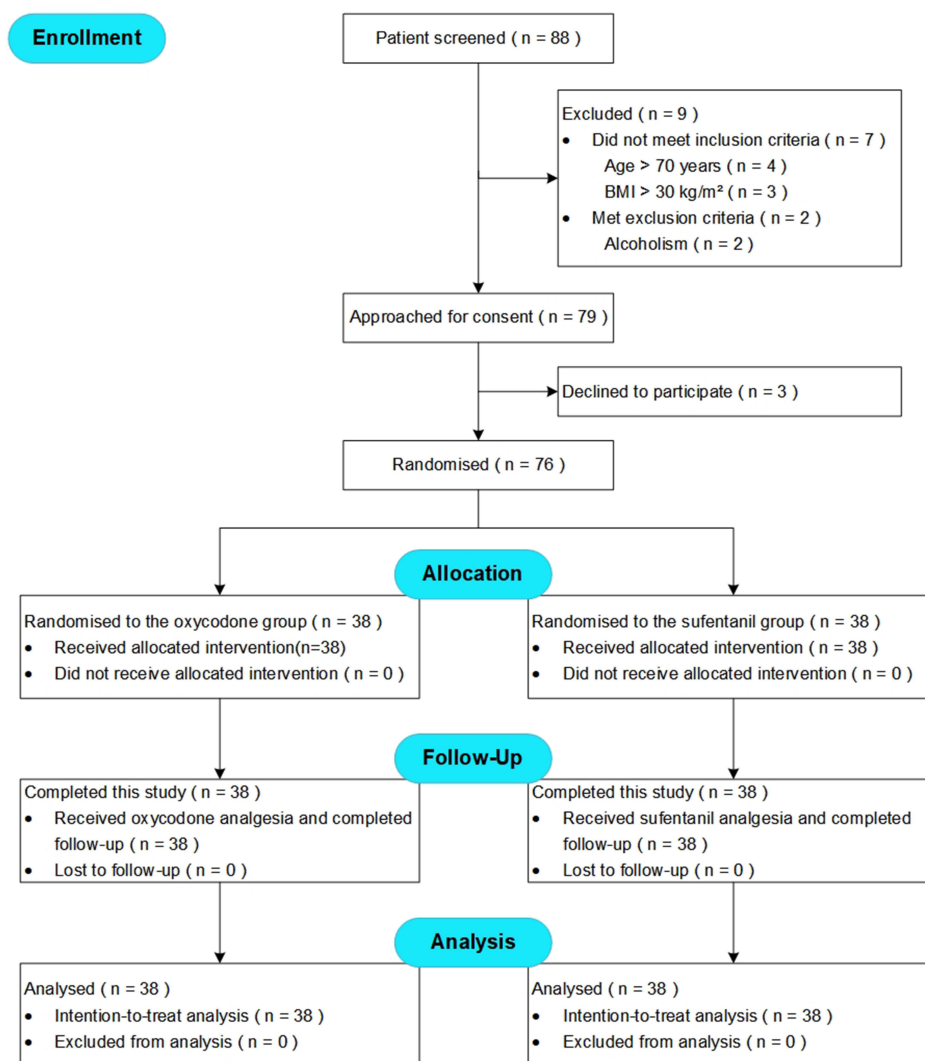 Enrollment
Patient screened ( n = 88 )
Excluded ( n = 9 )
• Did not meet inclusion criteria ( n = 7 )
Age > 70 years ( n = 4 )
BMI > 30 kg/m² ( n = 3 )
• Met exclusion criteria ( n = 2 )
Alcoholism ( n = 2 )
Approached for consent ( n = 79 )
Declined to participate ( n = 3 )
Randomised ( n = 76 )
Allocation
Randomised to the oxycodone group ( n = 38 )
• Received allocated intervention(n=38)
• Did not receive allocated intervention ( n = 0 )
Randomised to the sufentanil group ( n = 38 )
• Received allocated intervention ( n = 38 )
• Did not receive allocated intervention ( n = 0 )
Follow-Up
Completed this study ( n = 38 )
• Received oxycodone analgesia and completed
follow-up ( n = 38 )
• Lost to follow-up ( n = 0 )
Completed this study ( n = 38 )
• Received sufentanil analgesia and completed
follow-up ( n = 38 )
• Lost to follow-up ( n = 0 )
Analysis
Analysed ( n = 38 )
• Intention-to-treat analysis ( n = 38 )
• Excluded from analysis ( n = 0 )
Analysed ( n = 38 )
• Intention-to-treat analysis ( n = 38 )
• Excluded from analysis ( n = 0 )